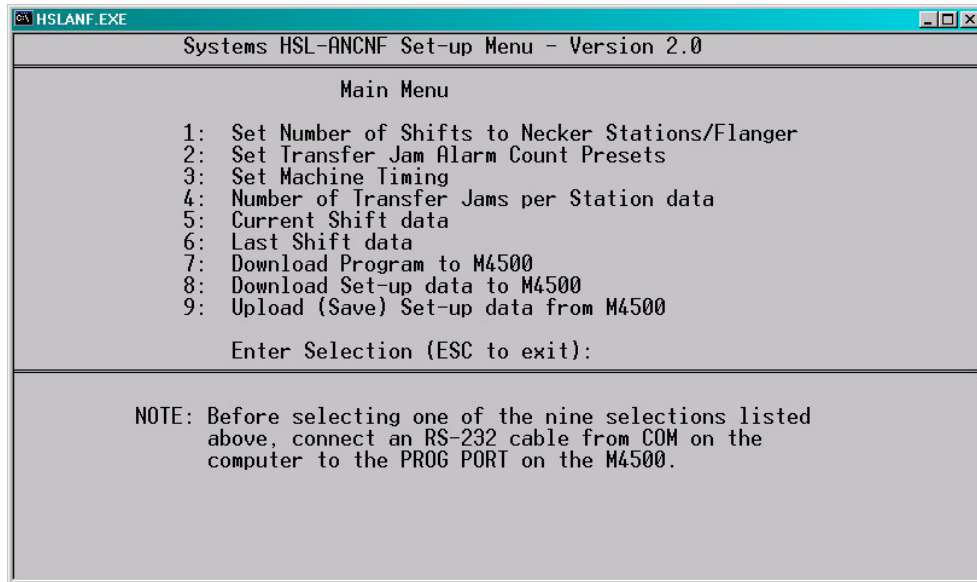 HSLANF.EXE
Systems HSL-ANCNF Set-up Menu - Version 2.0
Main Menu
1: Set Number of Shifts to Necker Stations/Flanger
2: Set Transfer Jam Alarm Count Presets
3: Set Machine Timing
4: Number of Transfer Jams per Station data
5: Current Shift data
6: Last Shift data
7: Download Program to M4500
8: Download Set-up data to M4500
9: Upload (Save) Set-up data from M4500
Enter Selection (ESC to exit):
NOTE: Before selecting one of the nine selections listed
above, connect an RS-232 cable from COM on the
computer to the PROG PORT on the M4500.